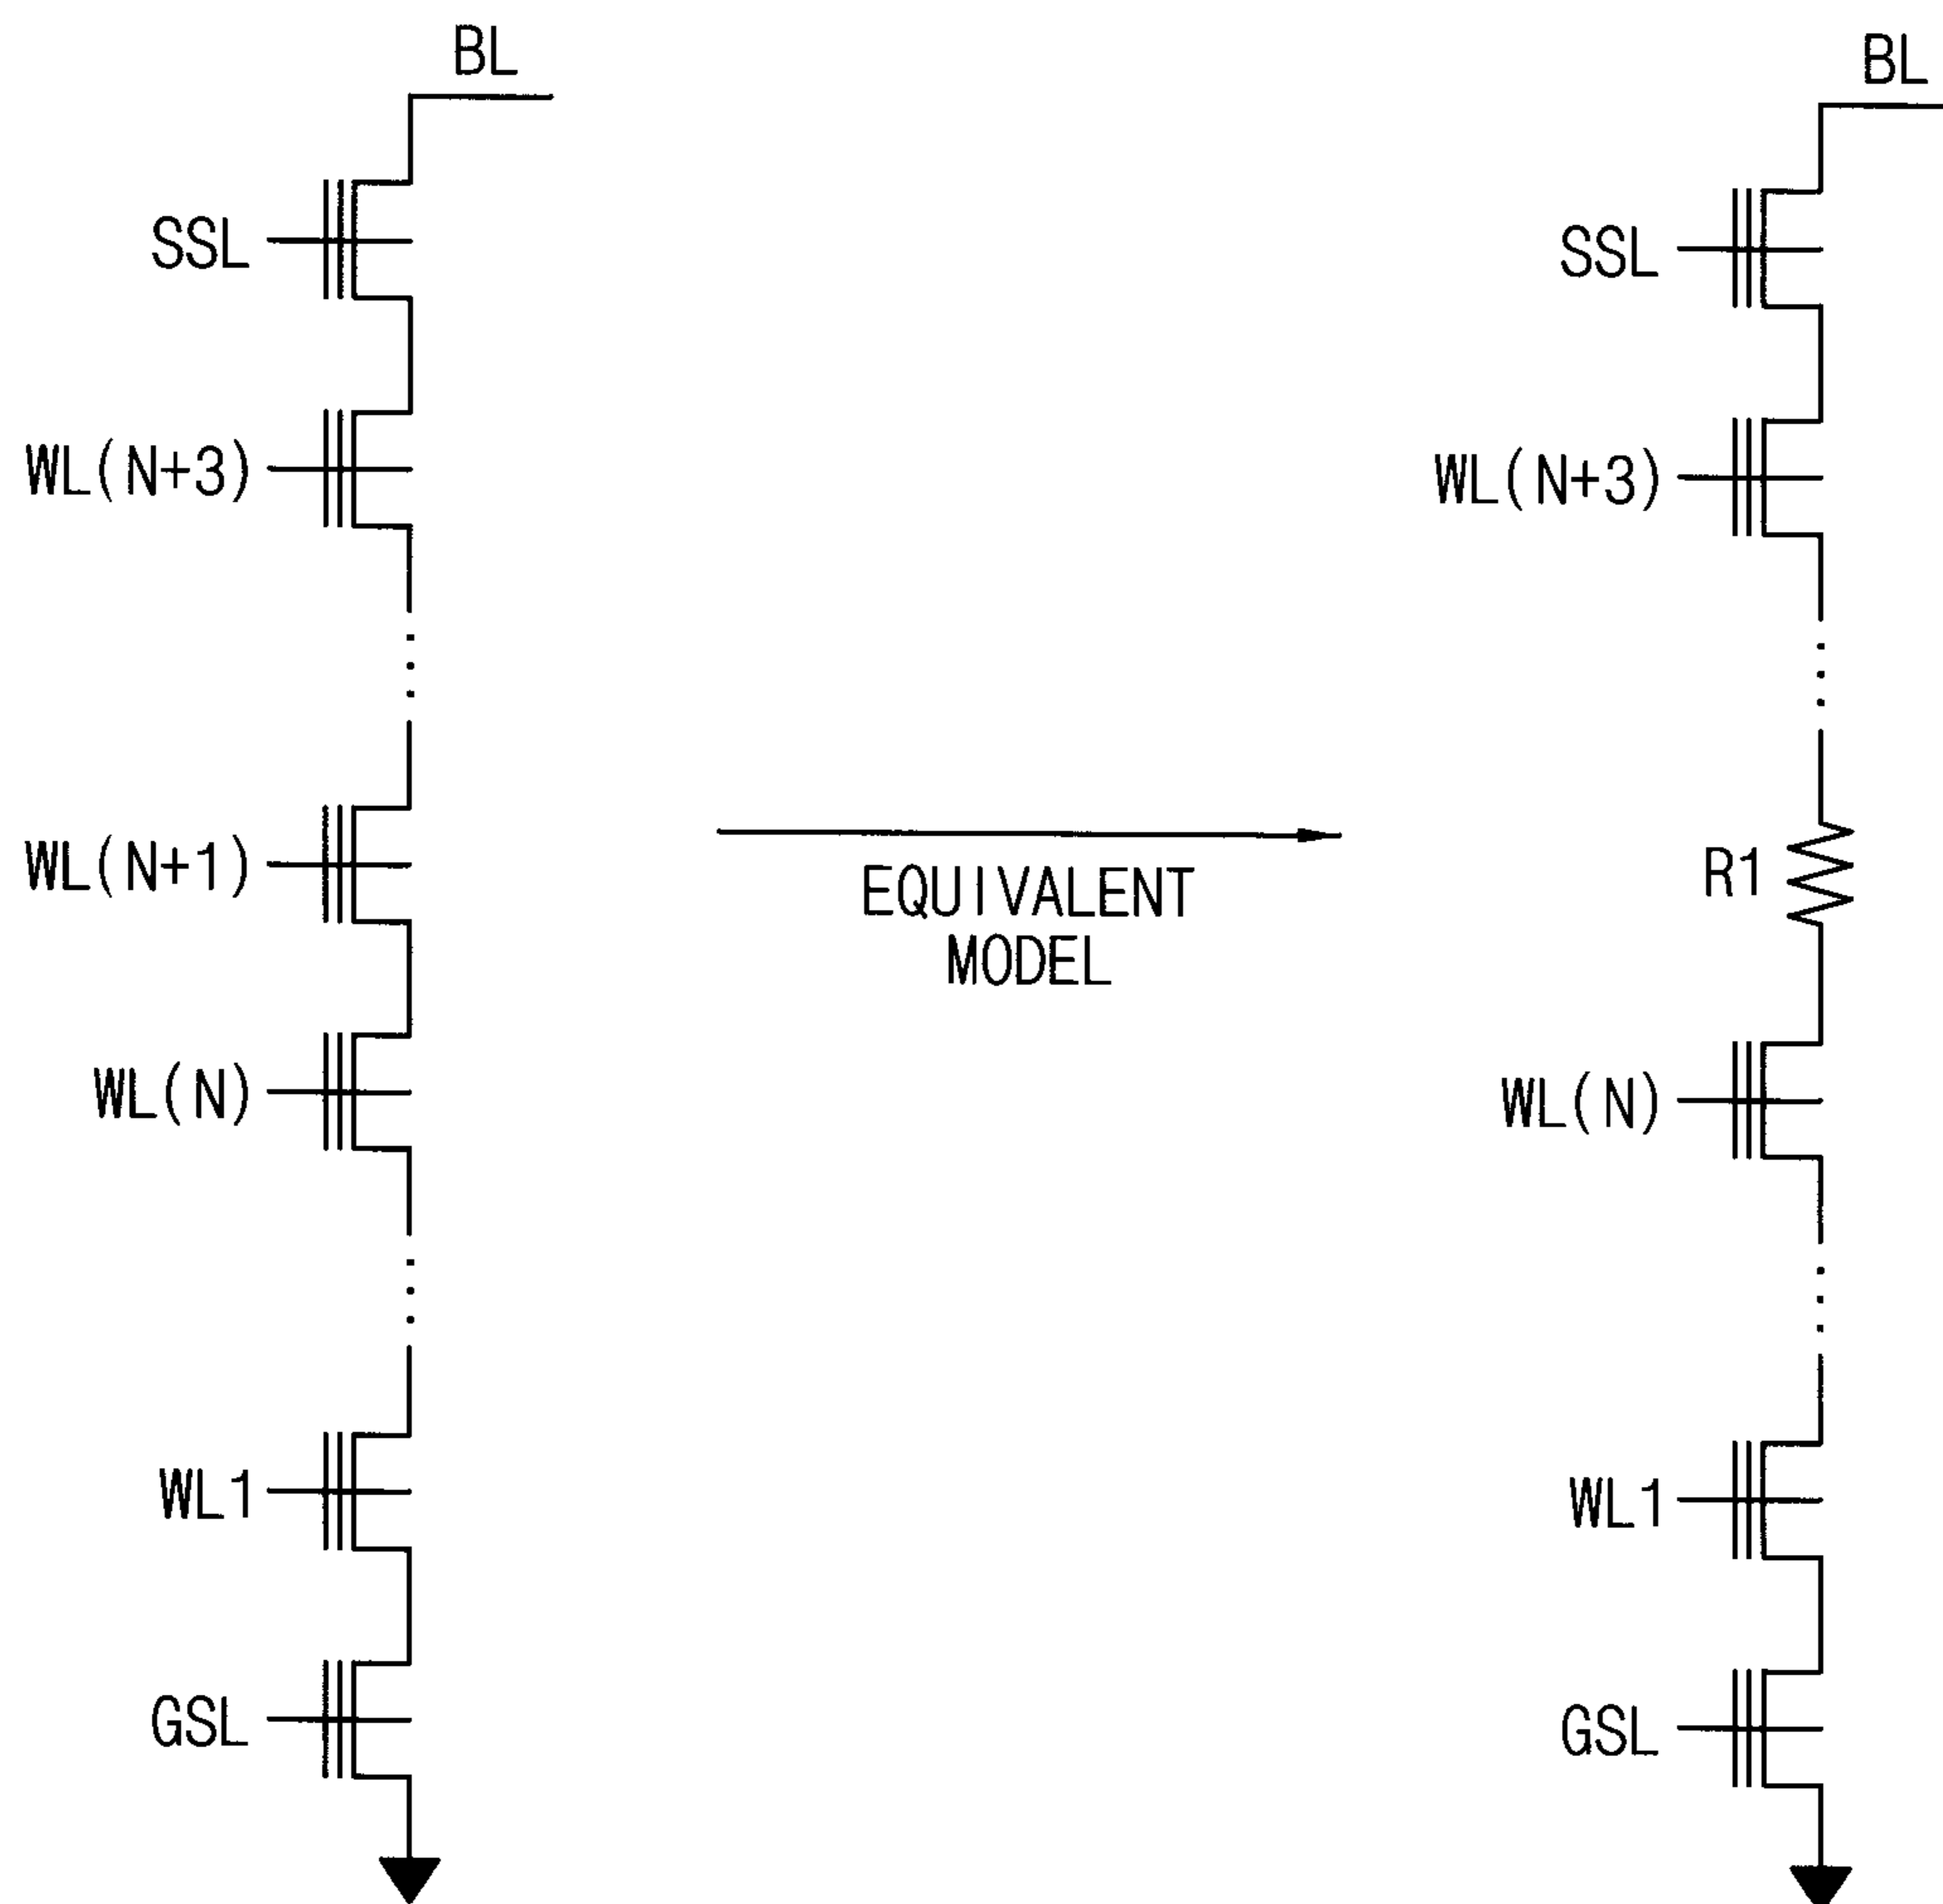 BL
SSL
WL(N+3)
WL(N+1)
WL(N)
WL1
GSL
EQUIVALENT
MODEL
BL
SSL
WL(N+3)
R1
WL(N)
WL1
GSL